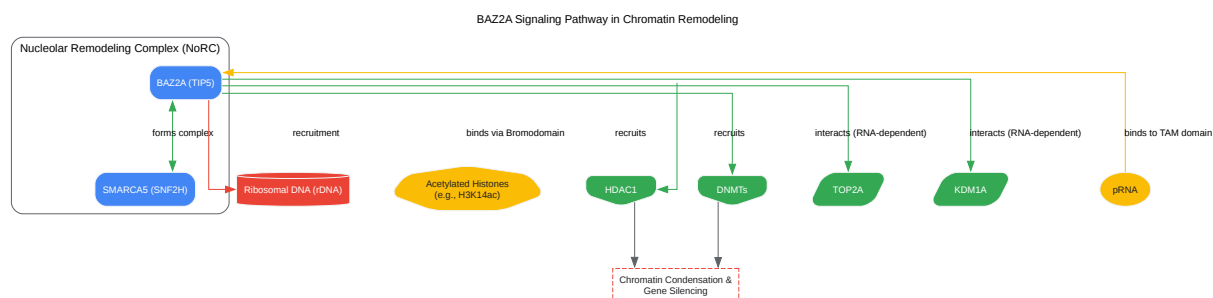 BAZ2A Signaling Pathway in Chromatin Remodeling
Nucleolar Remodeling Complex (NoRC)
BAZ2A (TIP5)
forms complex
recruitment
binds via Bromodomain
recruits
recruits
interacts (RNA-dependent)
interacts (RNA-dependent)
binds to TAM domain
SMARCA5 (SNF2H)
Ribosomal DNA (rDNA)
Acetylated Histones
(e.g., H3K14ac)
HDAC1
DNMTs
TOP2A
KDM1A
pRNA
Chromatin Condensation &
Gene Silencing